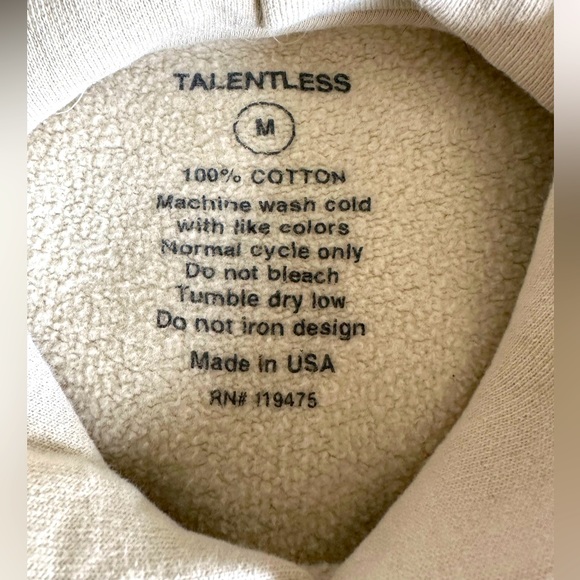 TALENTLESS
M
100% COTTON
Machine wash cold
with like colors
Normal cycle only
Do not bleach
Tumble dry low
Do not iron design
Made in USA
RN# 119475